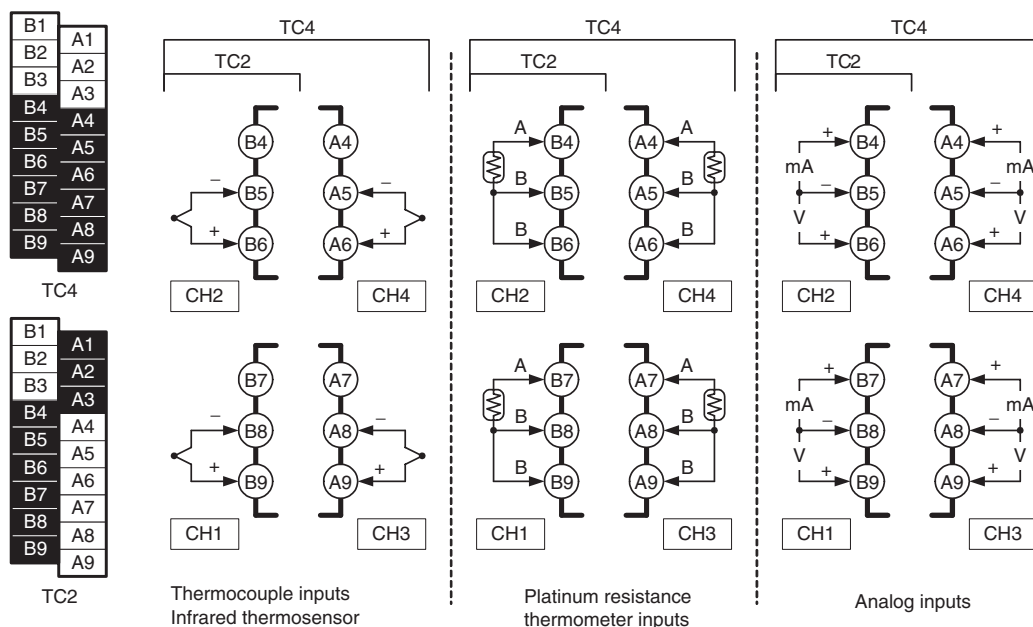 B1
B2
B3
B4
B5
B6
B7
B8
B9
A1
A2
A3
A4
A5
A6
A7
A8
A9
TC4
B1
B2
B3
B4
B5
B6
B7
B8
B9
A1
A2
A3
A4
A5
A6
A7
A8
A9
TC2
TC4
TC2
B4 A4
− B5 A5 −
+ B6 A6 +
CH2 CH4
B7 A7
− B8 A8 −
+ B9 A9 +
CH1 CH3
Thermocouple inputs
Infrared thermosensor
TC4
TC2
A B4 A4 A
B B5 A5 B
B B6 A6 B
CH2 CH4
A B7 A7 A
B B8 A8 B
B B9 A9 B
CH1 CH3
Platinum resistance
thermometer inputs
TC4
TC2
+ B4 A4 +
mA mA
− B5 A5 −
V V
+ B6 A6 +
CH2 CH4
+ B7 A7 +
mA mA
− B8 A8 −
V V
+ B9 A9 +
CH1 CH3
Analog inputs